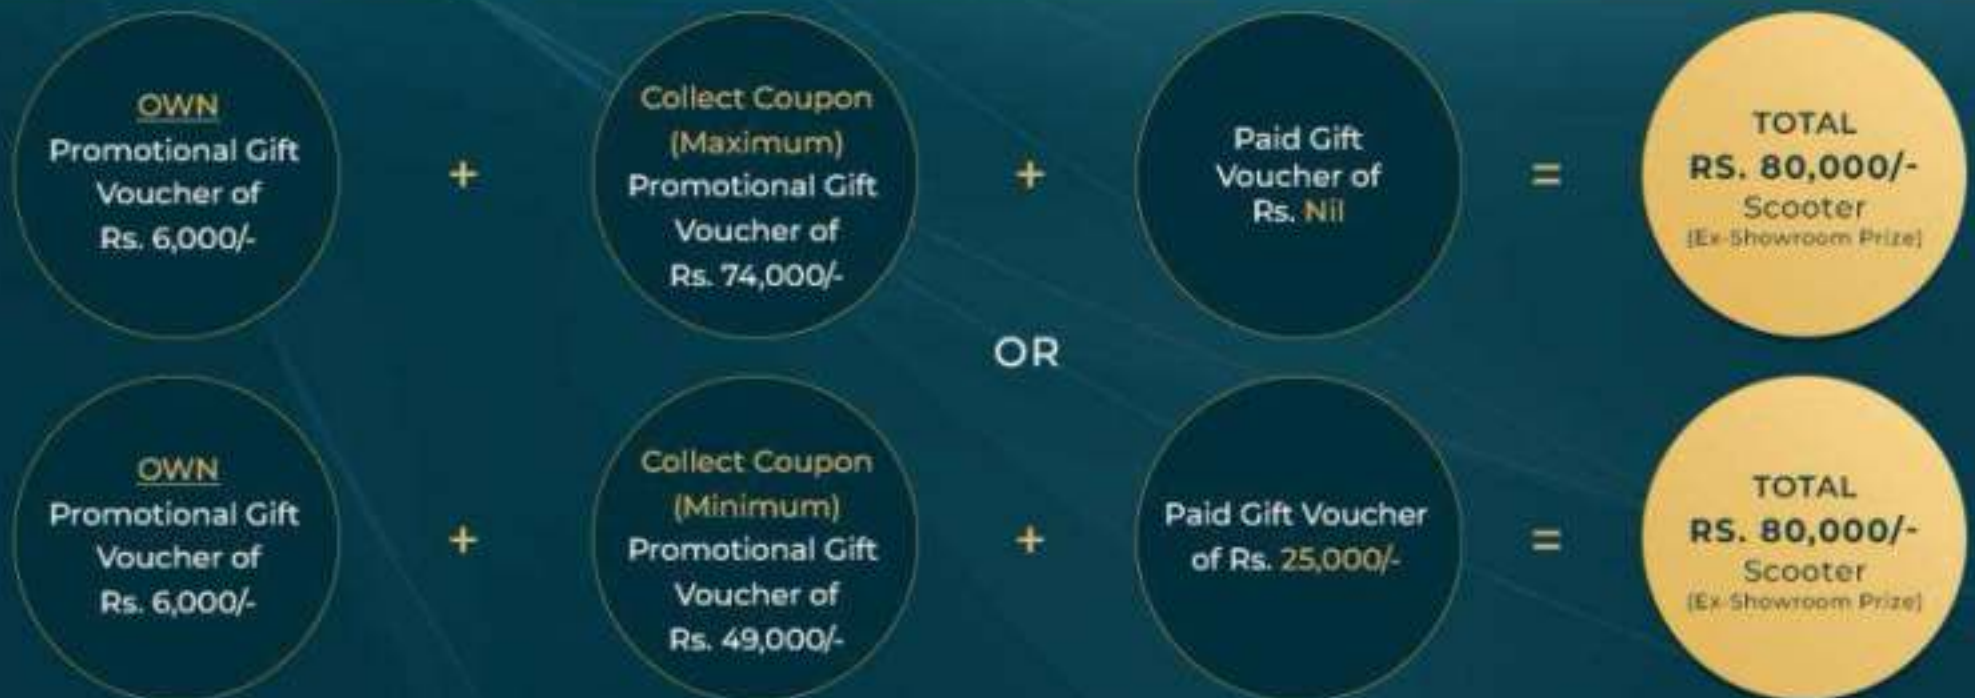 OWN
Promotional Gift
Voucher of
Rs. 6,000/-
+
Collect Coupon
(Maximum)
Promotional Gift
Voucher of
Rs. 74,000/-
+
Paid Gift
Voucher of
Rs. Nil
=
TOTAL
RS. 80,000/-
Scooter
(Ex-Showroom Prize)
OR
OWN
Promotional Gift
Voucher of
Rs. 6,000/-
+
Collect Coupon
(Minimum)
Promotional Gift
Voucher of
Rs. 49,000/-
+
Paid Gift Voucher
of Rs. 25,000/-
=
TOTAL
RS. 80,000/-
Scooter
(Ex-Showroom Prize)